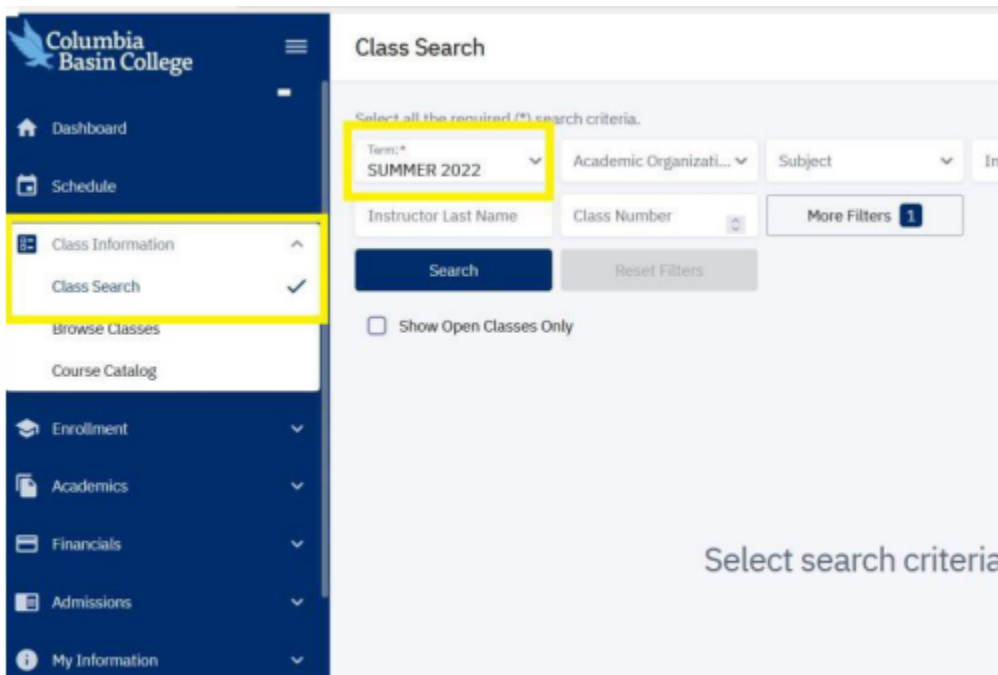 Columbia
Basin College
Dashboard
Schedule
Class Information
Class Search
Browse Classes
Course Catalog
Enrollment
Academics
Financials
Admissions
My Information
Class Search
Select all the required (*) search criteria.
Term:*
SUMMER 2022
Academic Organizati...
Subject
In
Instructor Last Name
Class Number
More Filters 1
Search
Reset Filters
Show Open Classes Only
Select search criteria